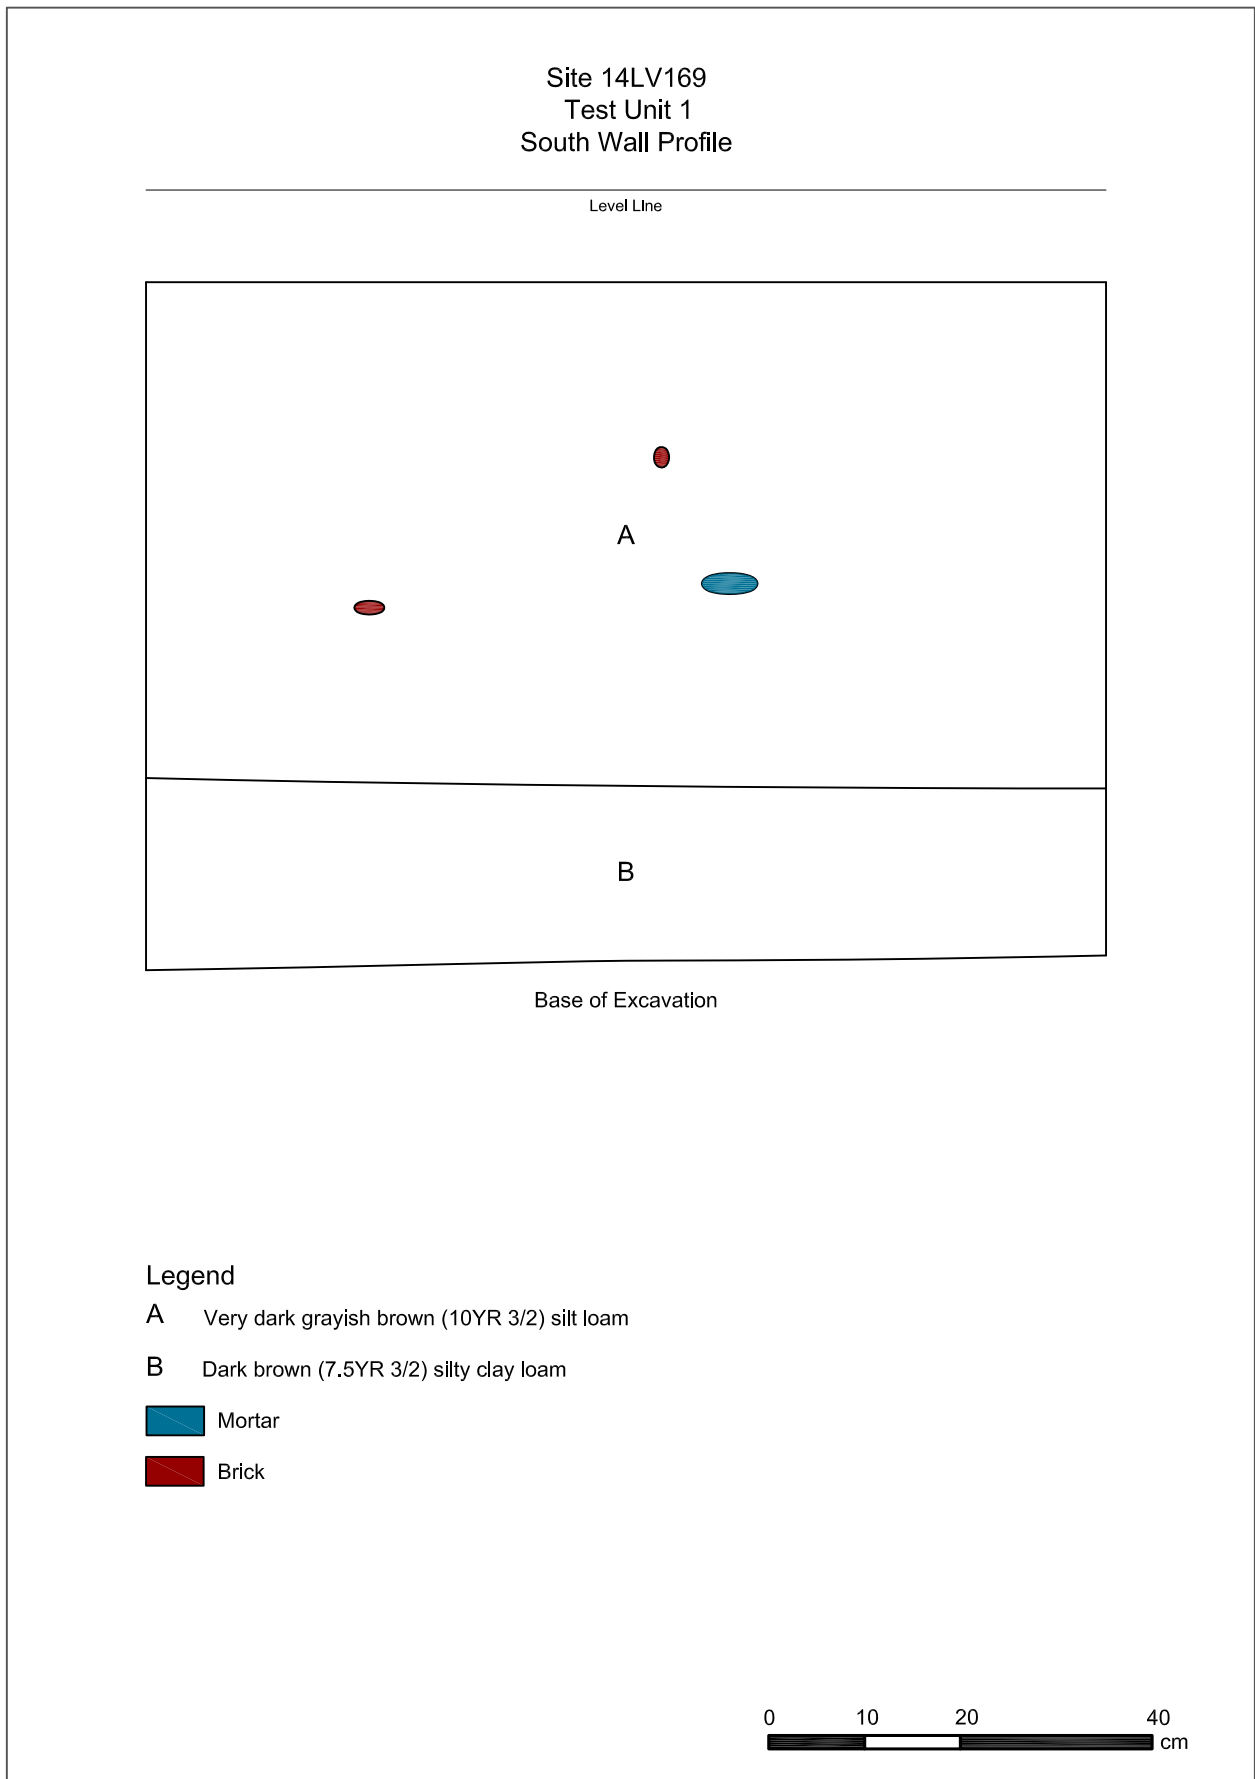 Site 14LV169
Test Unit 1
South Wall Profile
Level LIne
A
B
Base of Excavation
Legend
A Very dark grayish brown (10YR 3/2) silt loam
B Dark brown (7.5YR 3/2) silty clay loam
Mortar
Brick
0 10 20 40
cm